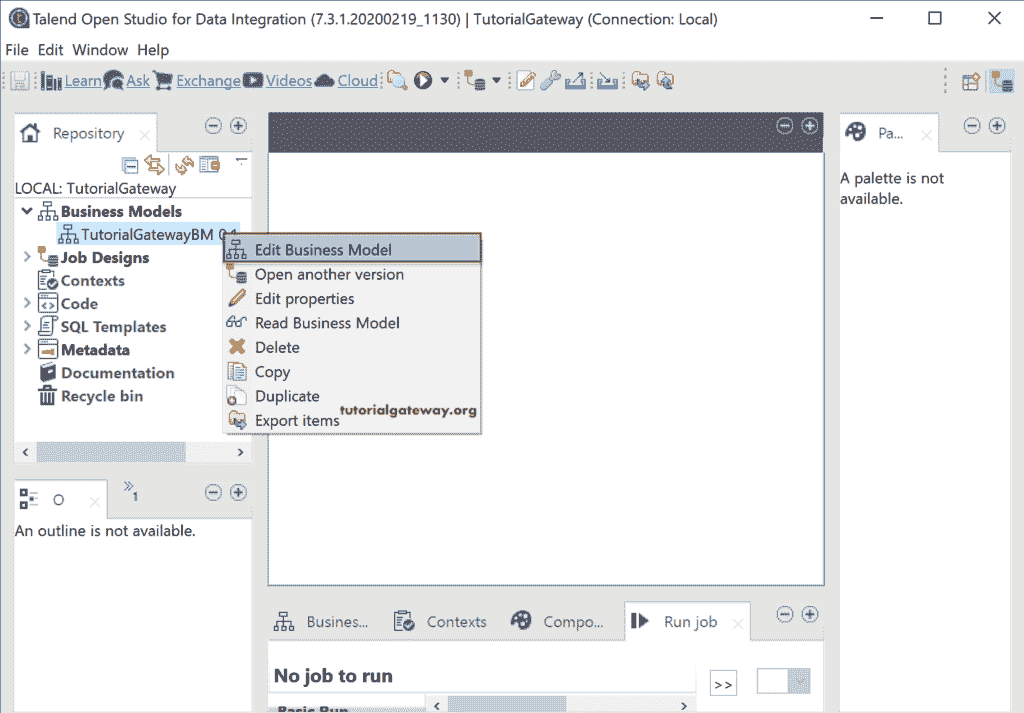 Talend Open Studio for Data Integration (7.3.1.20200219_1130) | TutorialGateway (Connection: Local)
File Edit Window Help
Learn Ask Exchange Videos Cloud
Repository
Pa...
LOCAL: TutorialGateway
A palette is not
available.
Business Models
TutorialGatewayBM 0.1
Job Designs
Contexts
Code
SQL Templates
Metadata
Documentation
Recycle bin
Edit Business Model
Open another version
Edit properties
Read Business Model
Delete
Copy
Duplicate
Export items
tutorialgateway.org
O
1
An outline is not available.
Busines... Contexts Compo... Run job
No job to run
>>
Basic Run